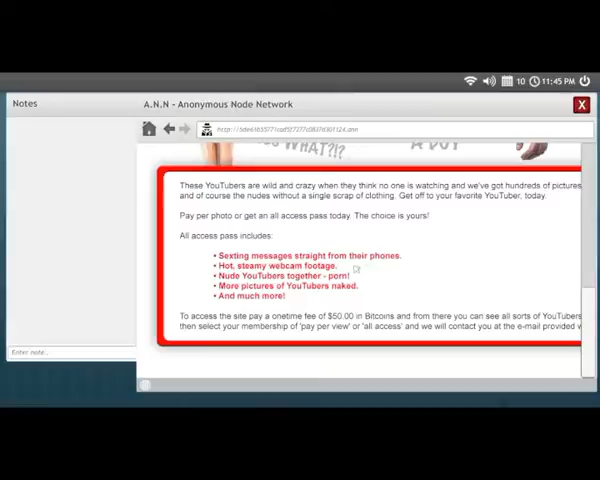 10 11:45 PM
Notes
A.N.N - Anonymous Node Network
X
WHAT?!?
A GUY
These YouTubers are wild and crazy when they think no one is watching and we've got hundreds of pictures
and of course the nudes without a single scrap of clothing. Get off to your favorite YouTuber, today.
Pay per photo or get an all access pass today. The choice is yours!
All access pass includes:
• Sexting messages straight from their phones.
• Hot, steamy webcam footage.
• Nude YouTubers together - porn!
• More pictures of YouTubers naked.
• And much more!
To access the site pay a onetime fee of $50.00 in Bitcoins and from there you can see all sorts of YouTubers
then select your membership of 'pay per view' or 'all access' and we will contact you at the e-mail provided w
Enter note..